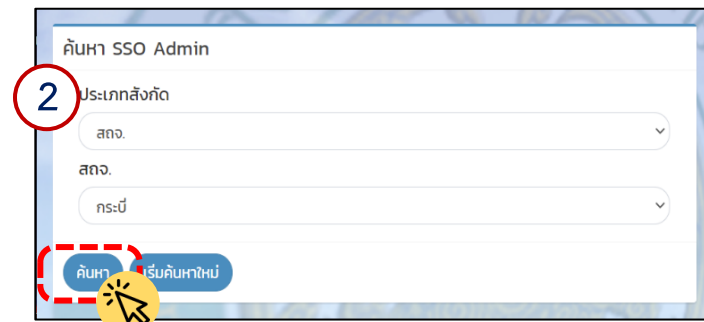 ค้นหา SSO Admin
2
ประเภทสังกัด
สถจ.
สถจ.
กระบี่
ค้นหา
เริ่มค้นหาใหม่